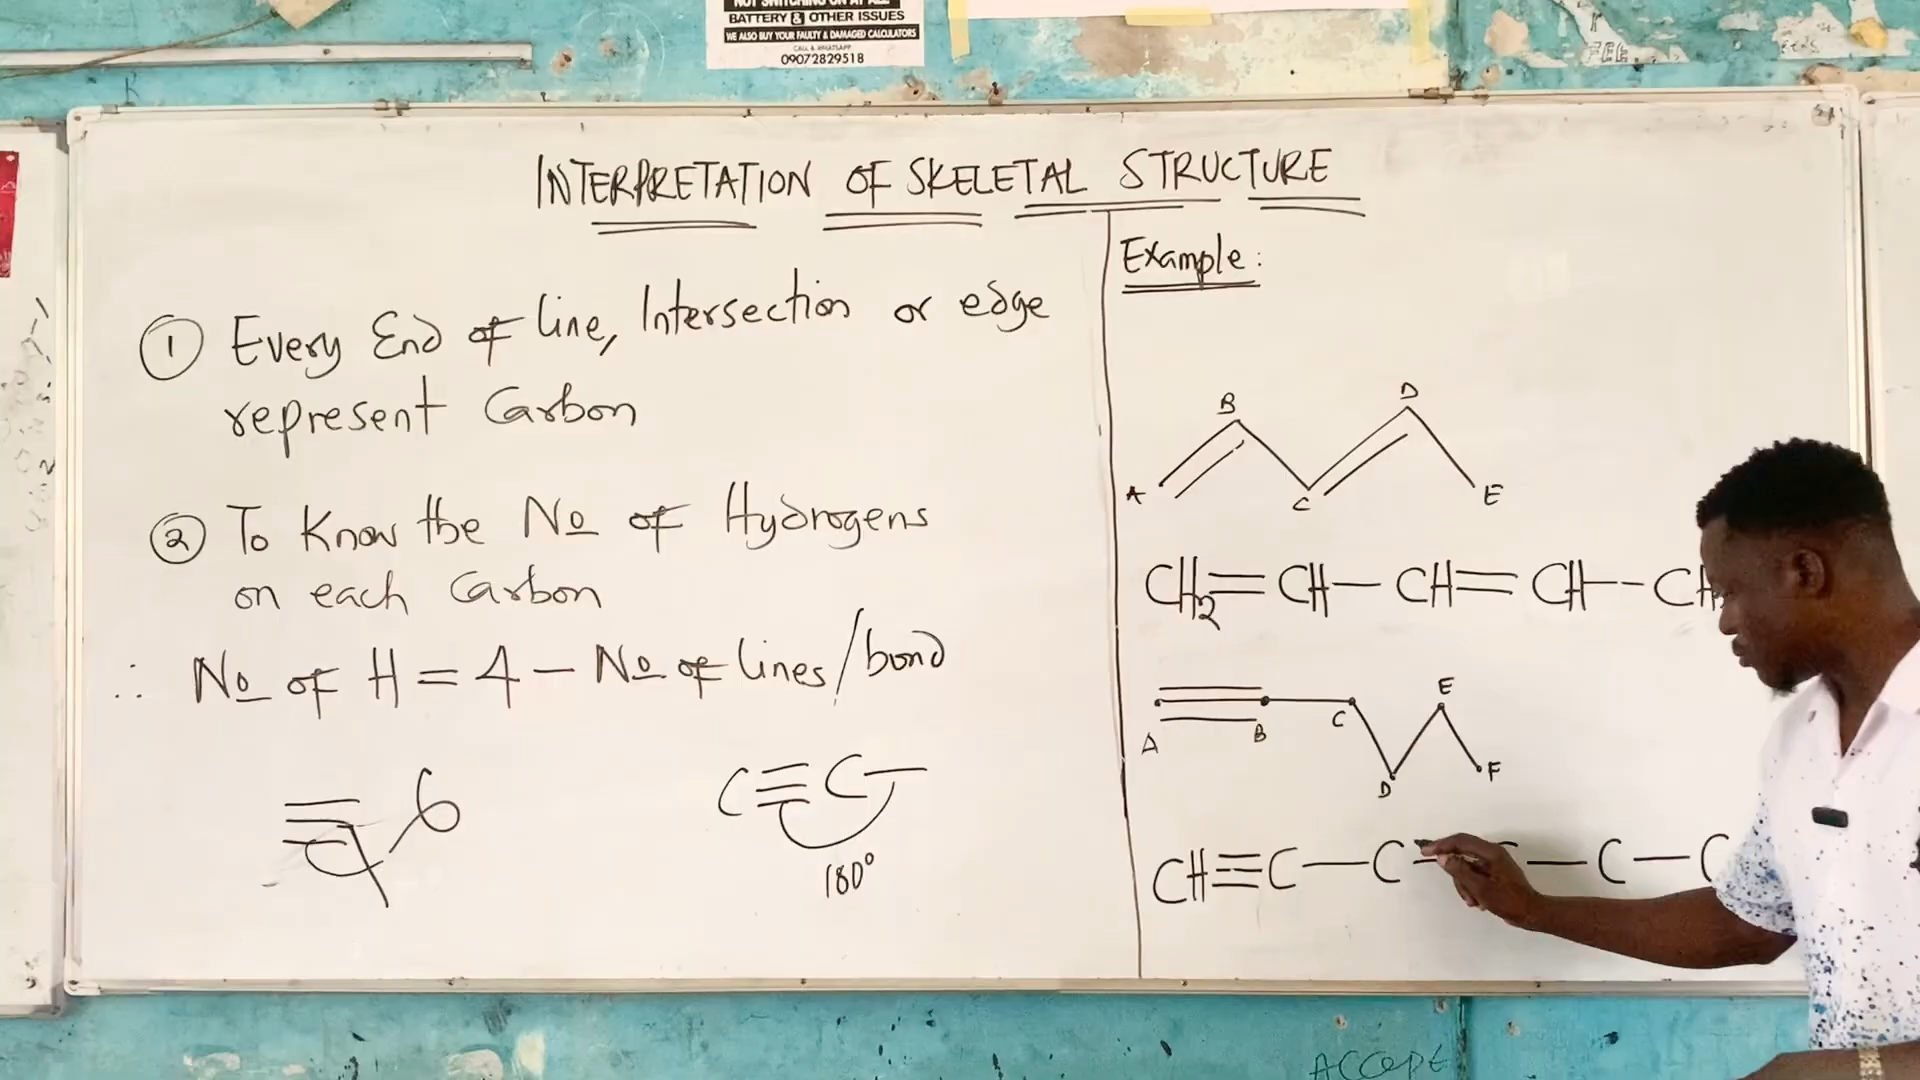 NOT SWITCHING ON AT ALL
BATTERY & OTHER ISSUES
WE ALSO BUY YOUR FAULTY & DAMAGED CALCULATORS
CALL & WHATSAPP
09072829518
INTERPRETATION OF SKELETAL STRUCTURE
① Every End of line, Intersection or edge
represent Carbon
② To Know the No of Hydrogens
on each Carbon
∴ No of H = 4 - No of lines/bond
C≡C-
180°
Example:
A B C D E
CH2=CH-CH=CH--CH
A B C D E F
CH≡C-C-C-C-C
ACCEPT